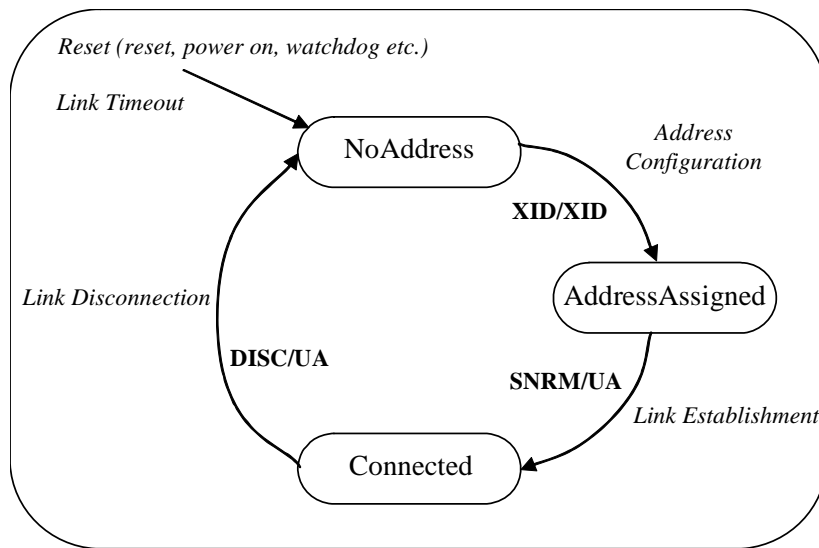 Reset (reset, power on, watchdog etc.)
Link Timeout
NoAddress
Address
Configuration
XID/XID
AddressAssigned
Link Disconnection
DISC/UA
SNRM/UA
Link Establishment
Connected